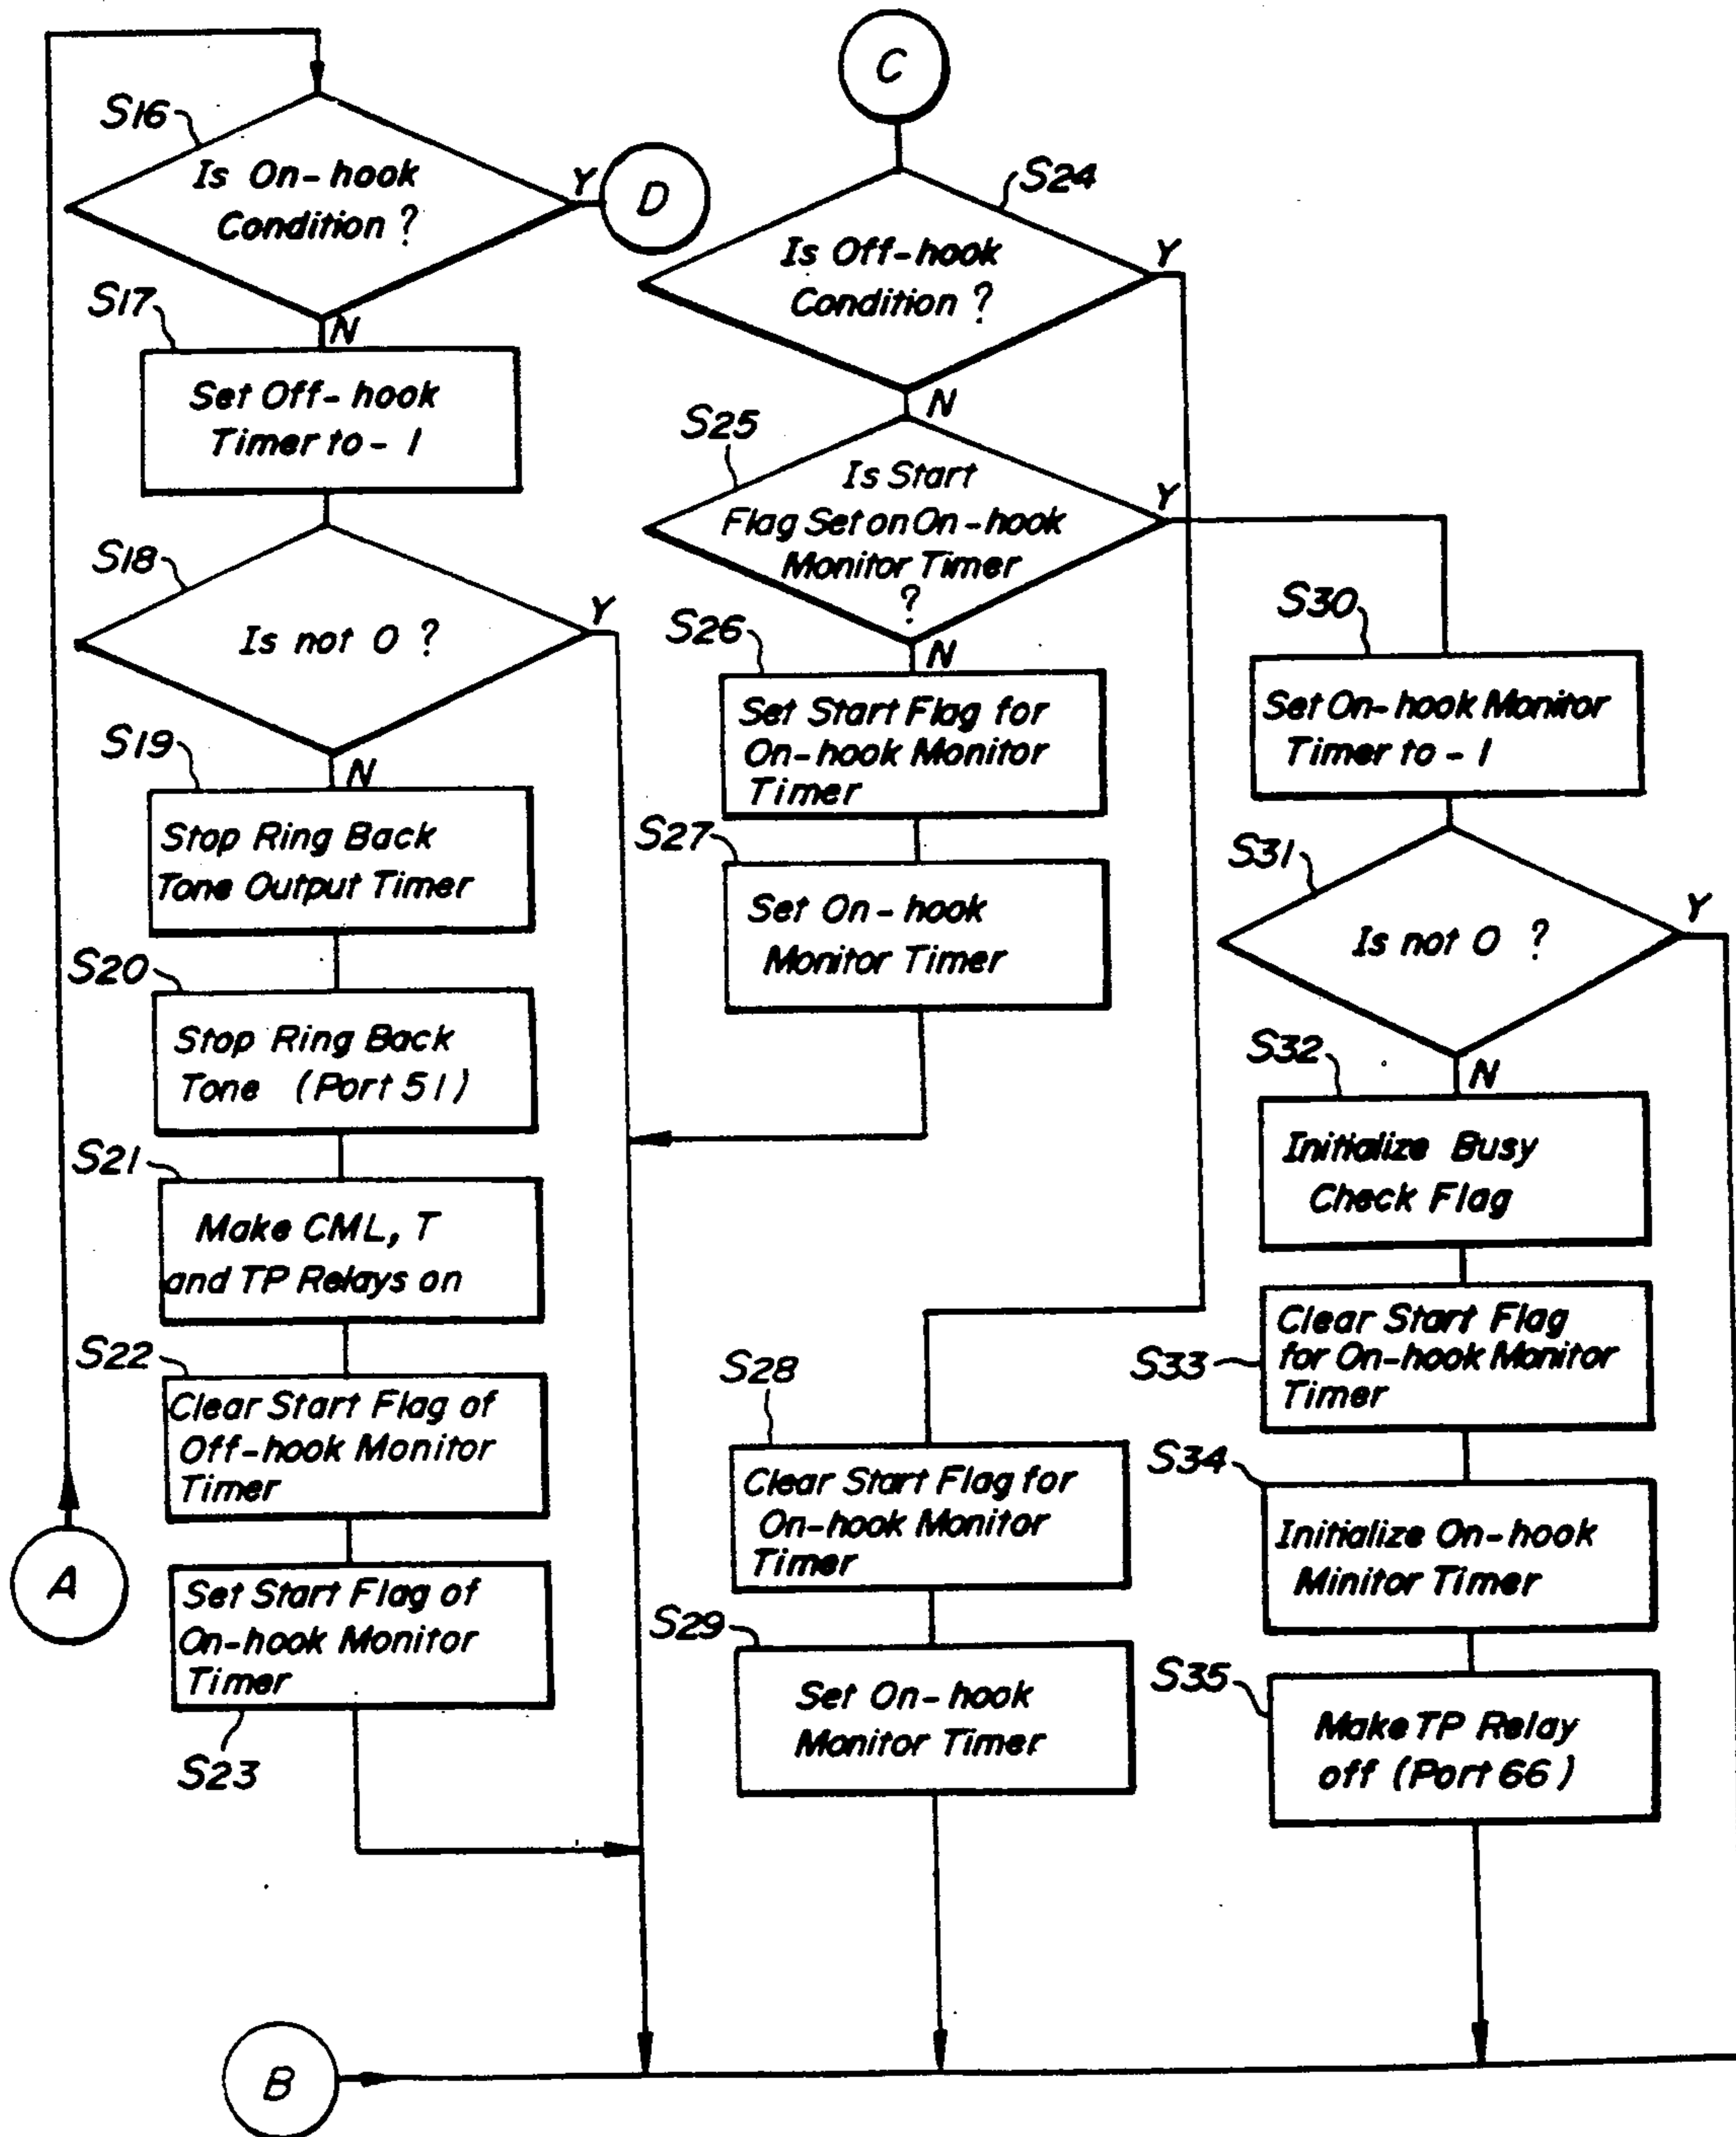 S16
Is On-hook
Condition ?
Y
D
N
S17
Set Off-hook
Timer to - 1
S18
Is not 0 ?
Y
N
S19
Stop Ring Back
Tone Output Timer
S20
Stop Ring Back
Tone (Port 51)
S21
Make CML, T
and TP Relays on
S22
Clear Start Flag of
Off-hook Monitor
Timer
Set Start Flag of
On-hook Monitor
Timer
S23
A
B
C
S24
Is Off-hook
Condition ?
Y
N
S25
Is Start
Flag Set on On-hook
Monitor Timer
?
Y
N
S26
Set Start Flag for
On-hook Monitor
Timer
S27
Set On-hook
Monitor Timer
S28
Clear Start Flag for
On-hook Monitor
Timer
S29
Set On-hook
Monitor Timer
S30
Set On-hook Monitor
Timer to - 1
S31
Is not 0 ?
Y
N
S32
Initialize Busy
Check Flag
S33
Clear Start Flag
for On-hook Monitor
Timer
S34
Initialize On-hook
Minitor Timer
S35
Make TP Relay
off (Port 66)